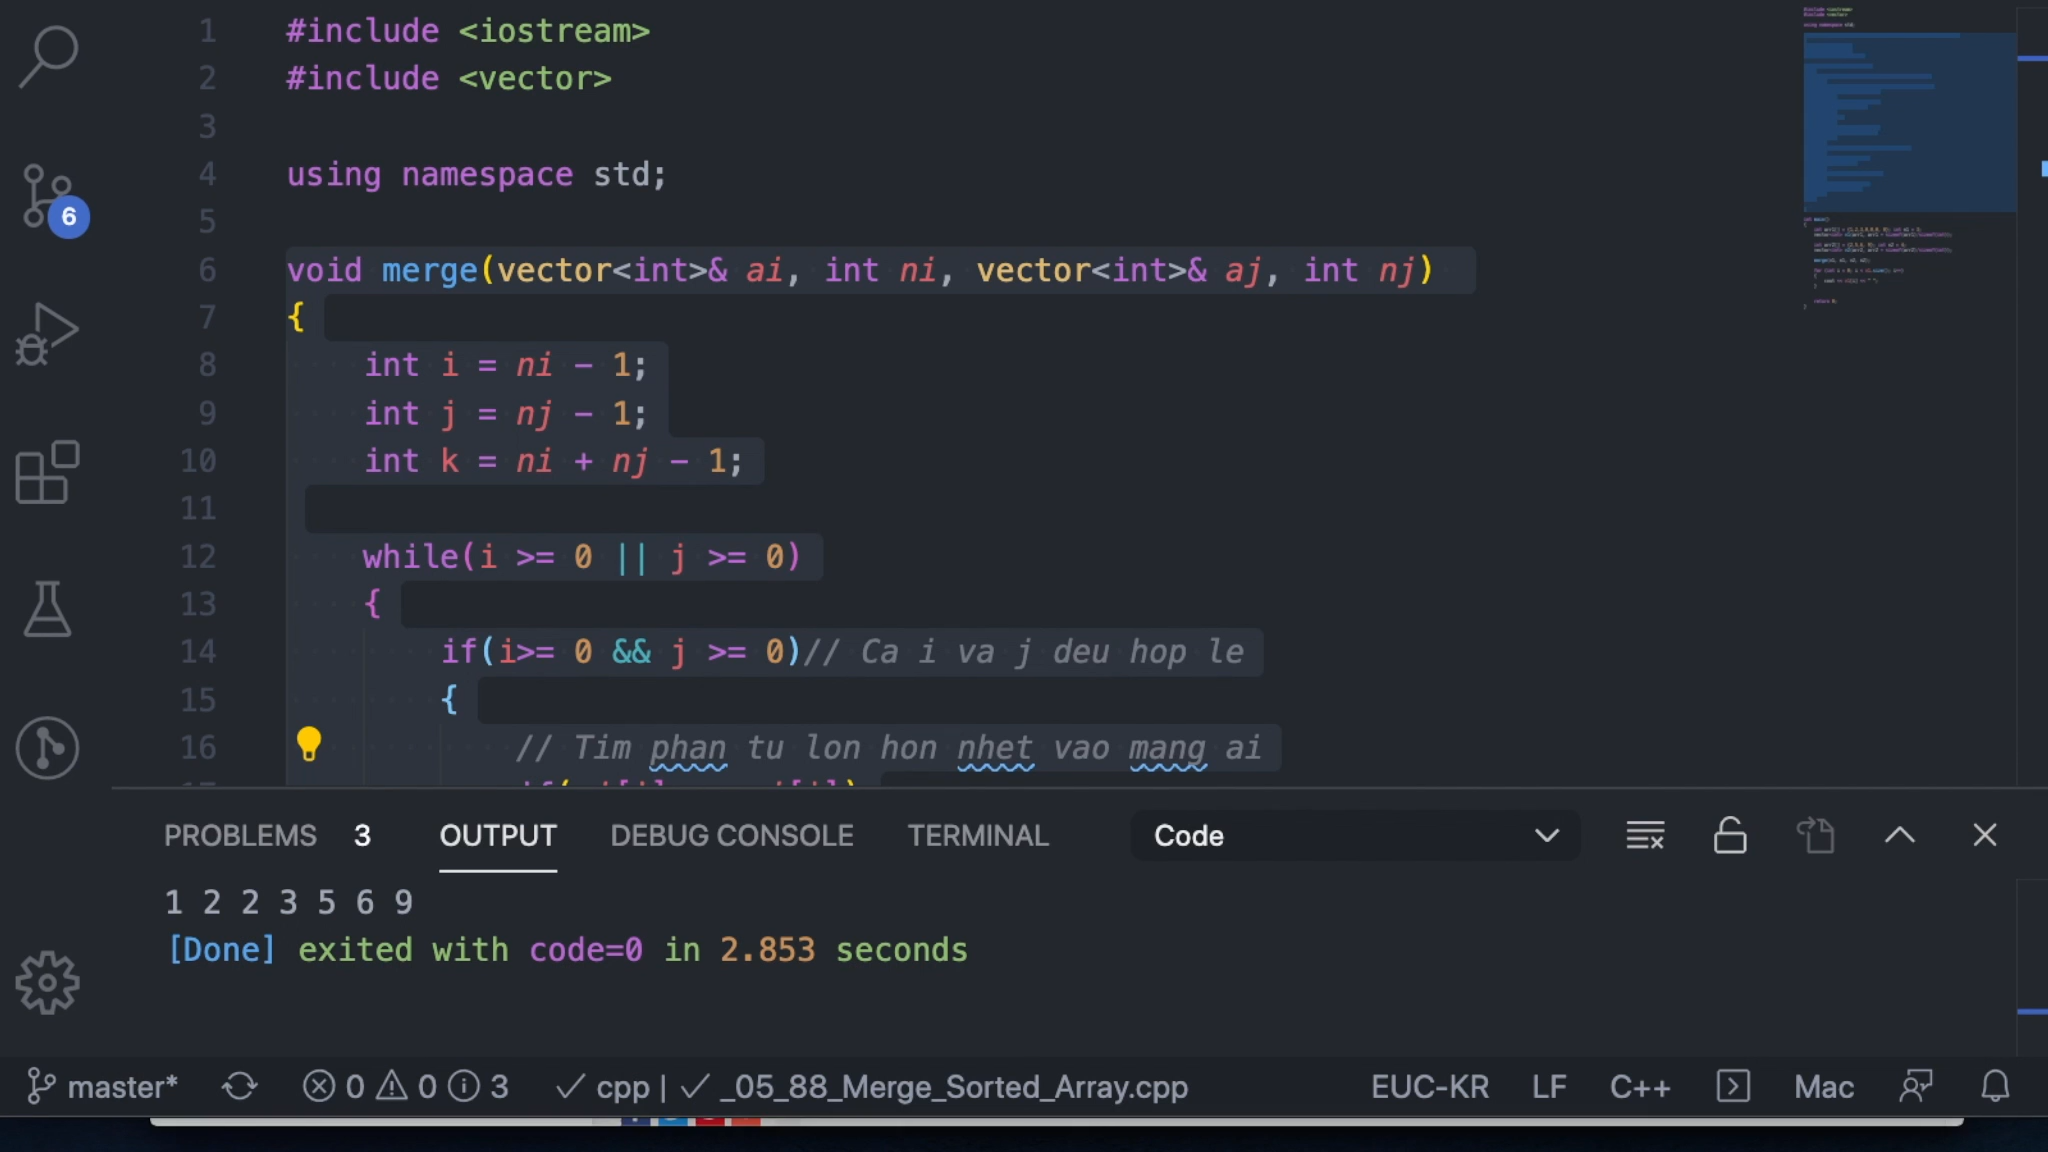 1 #include <iostream>
2 #include <vector>
3
4 using namespace std;
5
6 void merge(vector<int>& ai, int ni, vector<int>& aj, int nj)
7 {
8 int i = ni - 1;
9 int j = nj - 1;
10 int k = ni + nj - 1;
11
12 while(i >= 0 || j >= 0)
13 {
14 if(i>= 0 && j >= 0)// Ca i va j deu hop le
15 {
16 // Tim phan tu lon hon nhet vao mang ai
6
PROBLEMS 3 OUTPUT DEBUG CONSOLE TERMINAL Code
1 2 2 3 5 6 9
[Done] exited with code=0 in 2.853 seconds
master* 0 0 3 cpp | _05_88_Merge_Sorted_Array.cpp EUC-KR LF C++ Mac